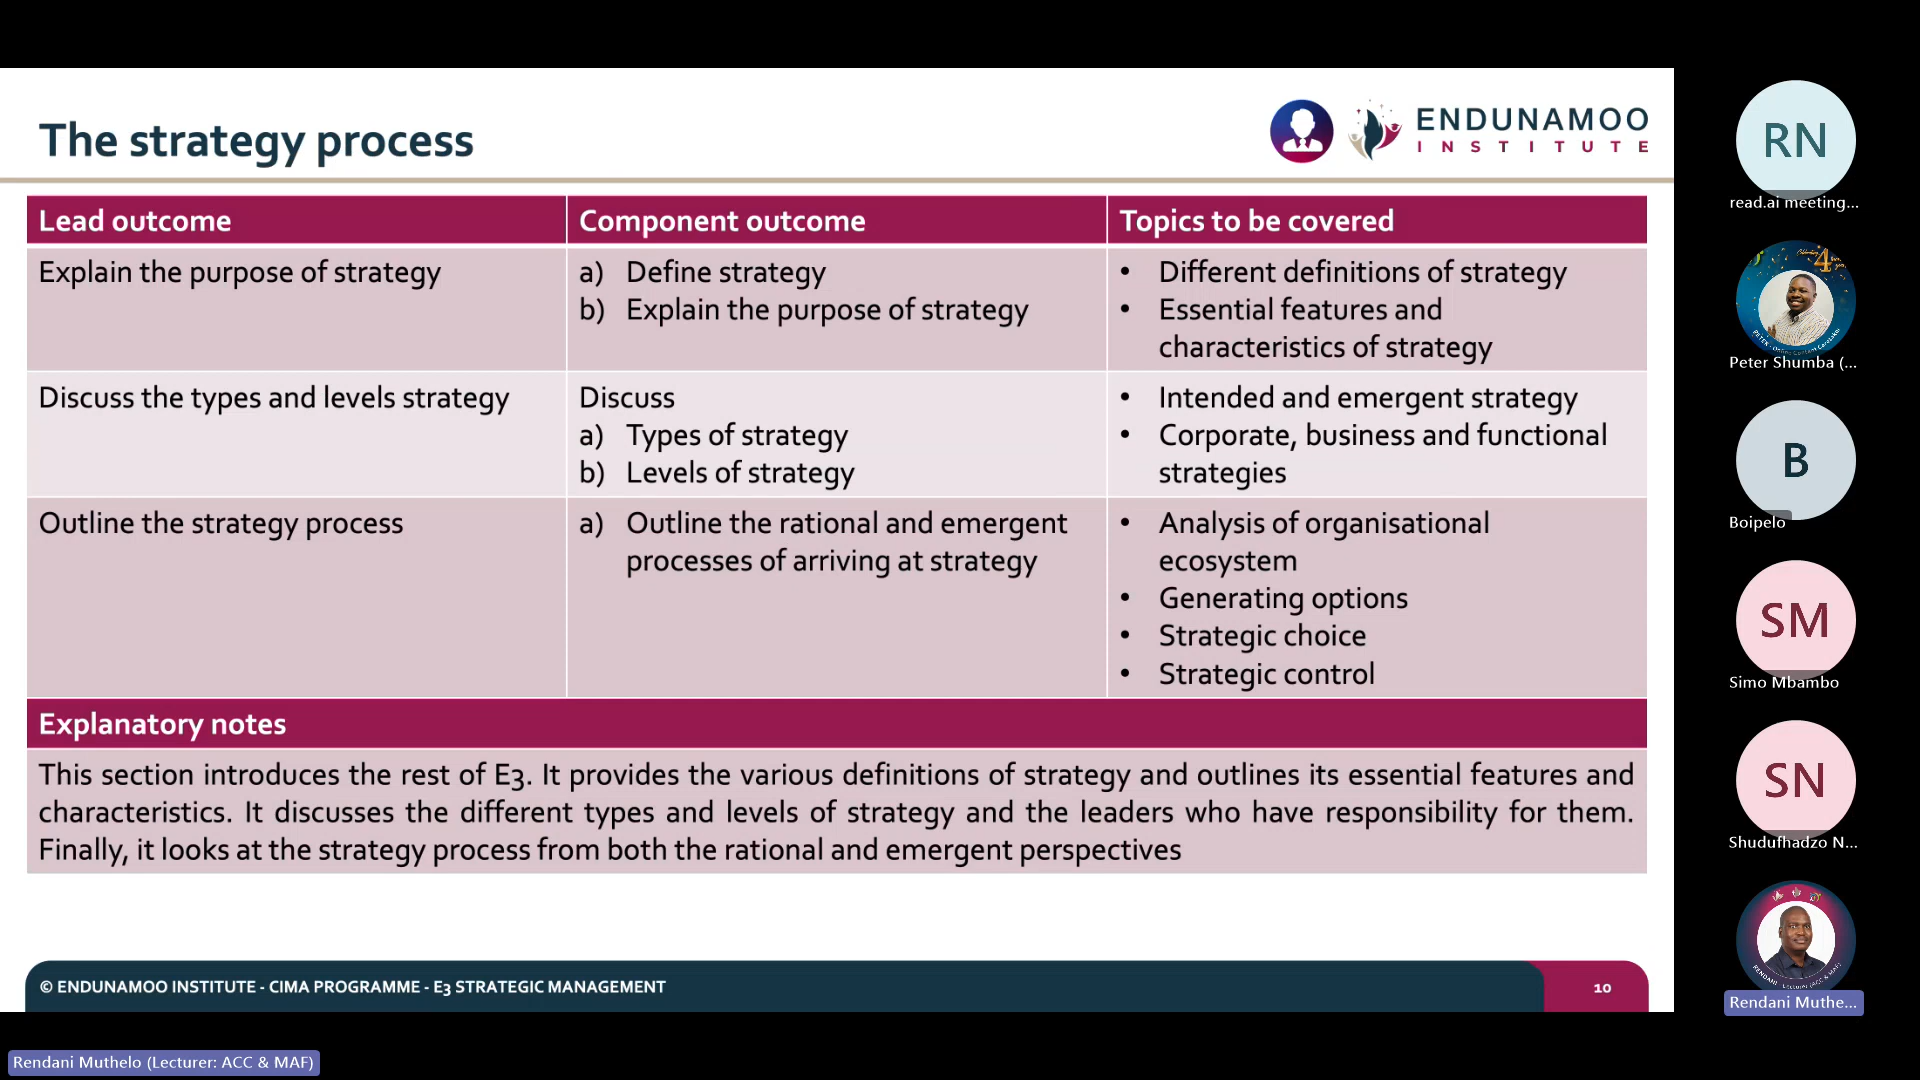 The strategy process
ENDUNAMOO
INSTITUTE
Lead outcome
Component outcome
Topics to be covered
Explain the purpose of strategy
a) Define strategy
b) Explain the purpose of strategy
• Different definitions of strategy
• Essential features and
characteristics of strategy
Discuss the types and levels strategy
Discuss
a) Types of strategy
b) Levels of strategy
• Intended and emergent strategy
• Corporate, business and functional
strategies
Outline the strategy process
a) Outline the rational and emergent
processes of arriving at strategy
• Analysis of organisational
ecosystem
• Generating options
• Strategic choice
• Strategic control
Explanatory notes
This section introduces the rest of E3. It provides the various definitions of strategy and outlines its essential features and
characteristics. It discusses the different types and levels of strategy and the leaders who have responsibility for them.
Finally, it looks at the strategy process from both the rational and emergent perspectives
© ENDUNAMOO INSTITUTE - CIMA PROGRAMME - E3 STRATEGIC MANAGEMENT
10
RN
read.ai meeting...
Peter Shumba (...
B
Boipelo
SM
Simo Mbambo
SN
Shudufhadzo N...
Rendani Muthe...
Rendani Muthelo (Lecturer: ACC & MAF)